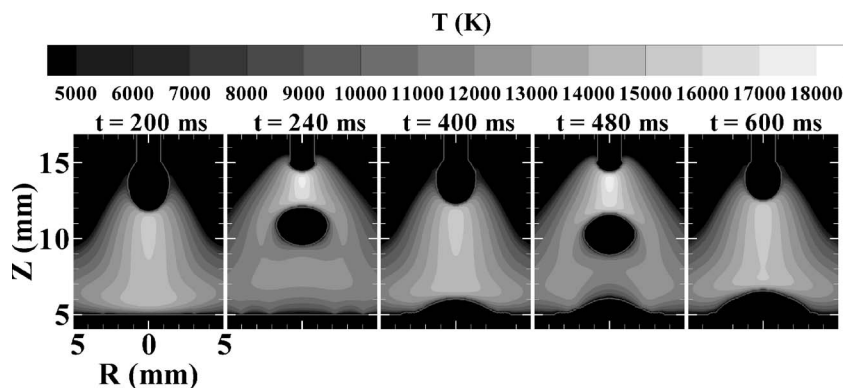 T (K)
5000 6000 7000 8000 9000 10000 11000 12000 13000 14000 15000 16000 17000 18000
t = 200 ms t = 240 ms t = 400 ms t = 480 ms t = 600 ms
15
10
Z (mm)
5
5 0 5
R (mm)